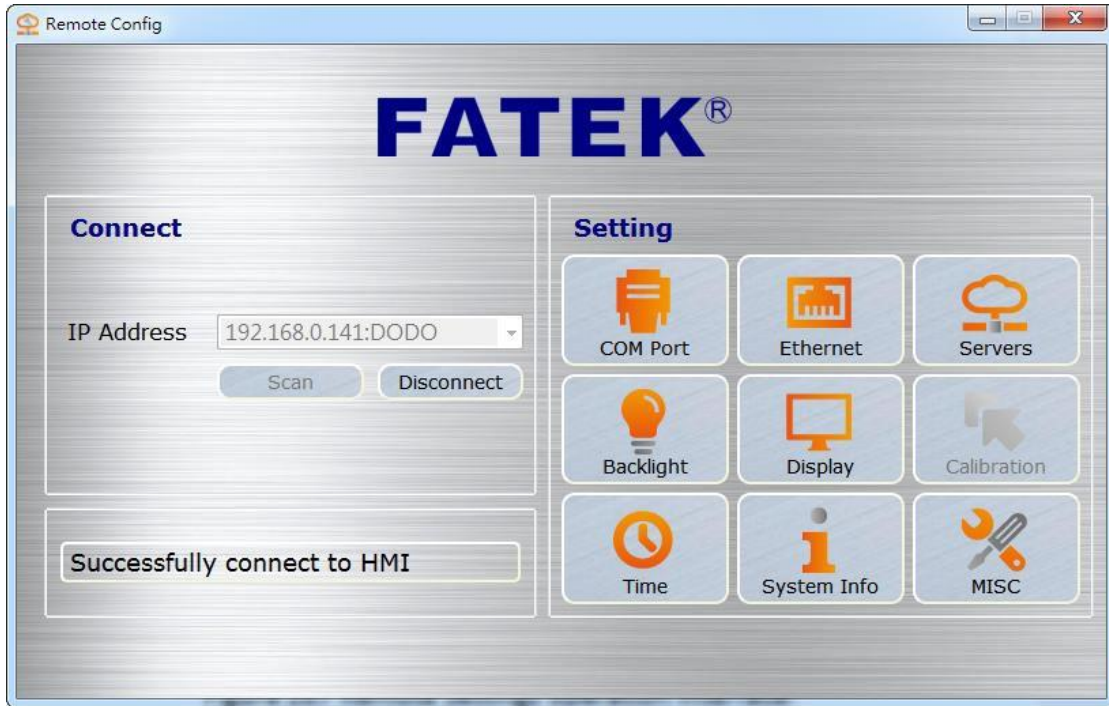 Remote Config
FATEK®
Connect
IP Address 192.168.0.141:DODO
Scan Disconnect
Successfully connect to HMI
Setting
COM Port Ethernet Servers
Backlight Display Calibration
Time System Info MISC